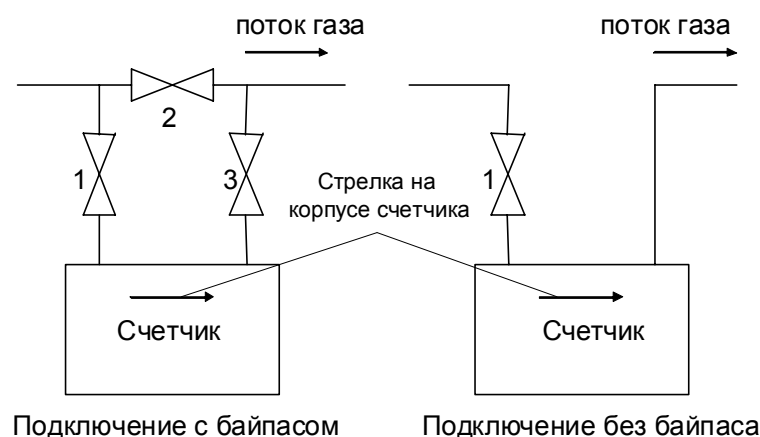 поток газа
поток газа
2
1
3
Стрелка на
корпусе счетчика
1
Счетчик
Счетчик
Подключение с байпасом
Подключение без байпаса